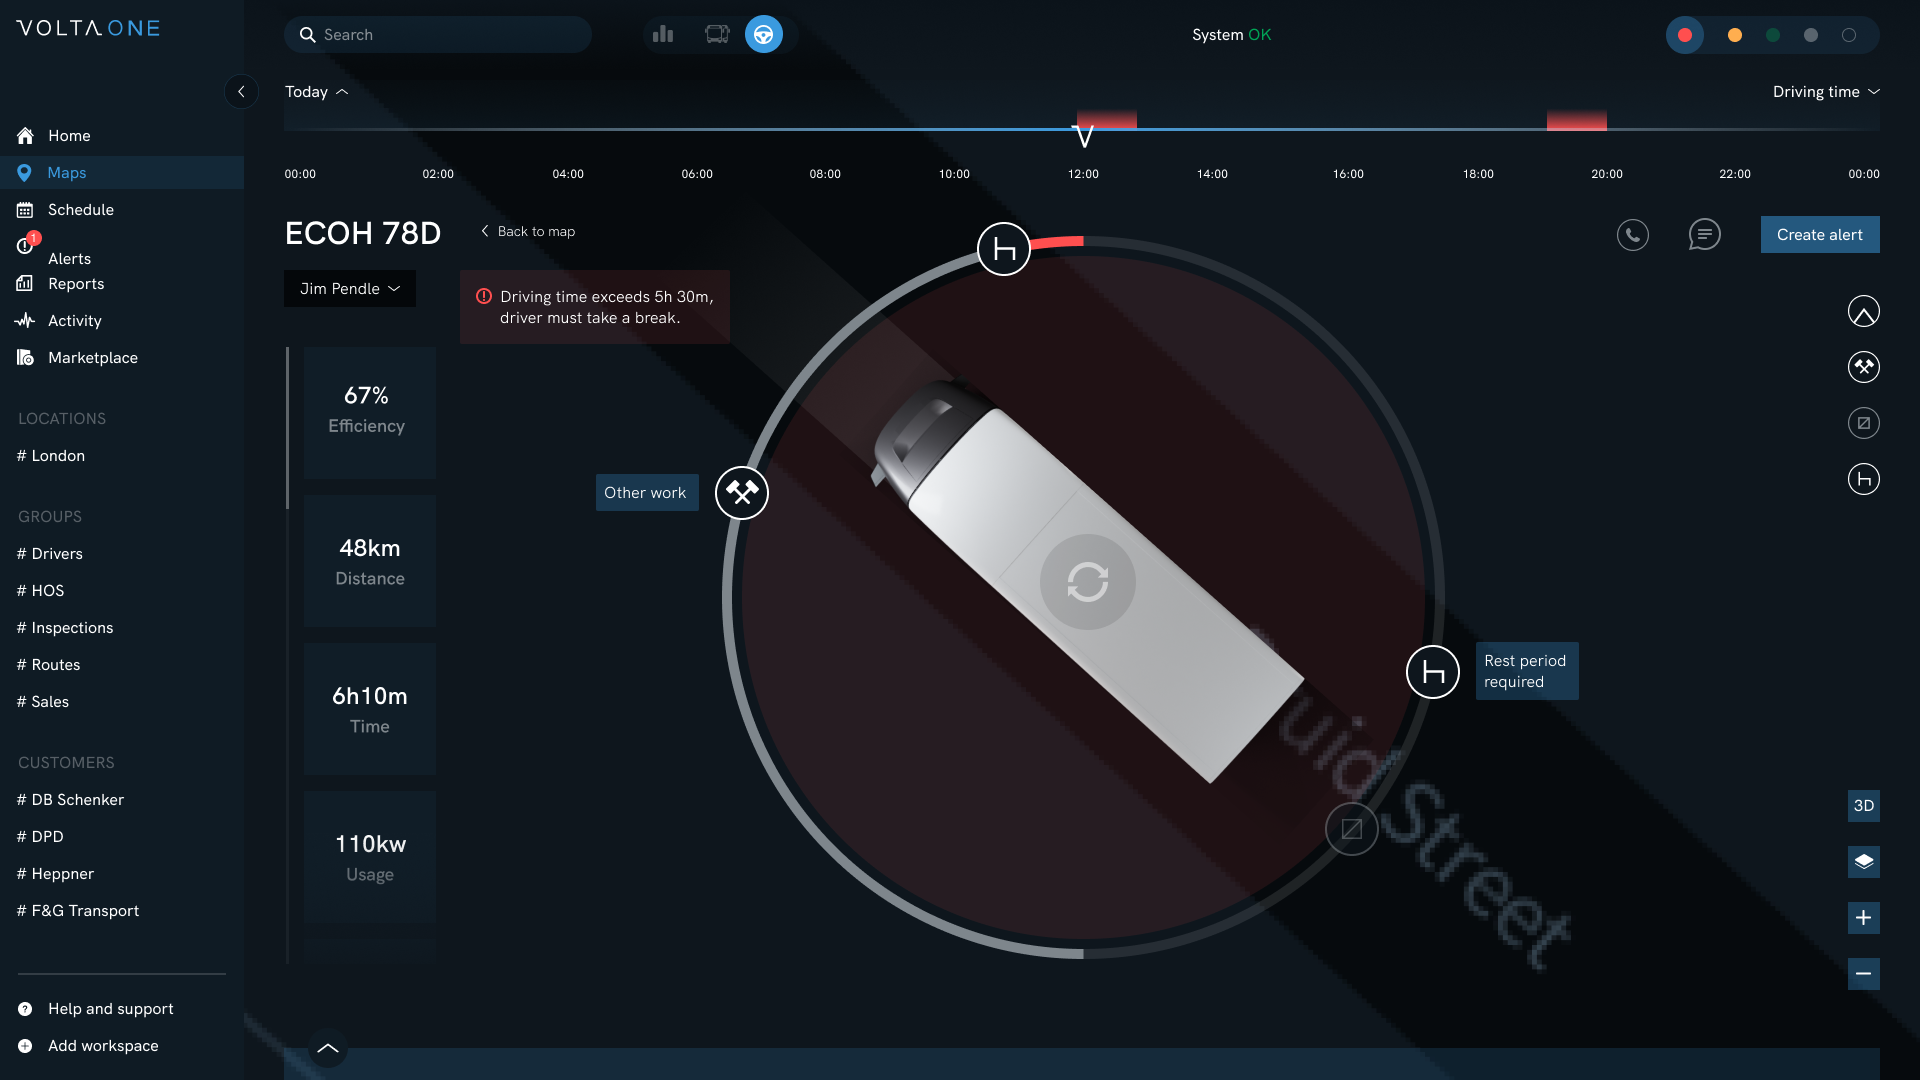 VOLTA ONE
Search
System OK
Today
Driving time
Home
Maps
Schedule
1
Alerts
Reports
Activity
Marketplace
LOCATIONS
# London
GROUPS
# Drivers
# HOS
# Inspections
# Routes
# Sales
CUSTOMERS
# DB Schenker
# DPD
# Heppner
# F&G Transport
Help and support
Add workspace
00:00 02:00 04:00 06:00 08:00 10:00 12:00 14:00 16:00 18:00 20:00 22:00 00:00
ECOH 78D
Back to map
Create alert
Jim Pendle
Driving time exceeds 5h 30m,
driver must take a break.
67%
Efficiency
48km
Distance
6h10m
Time
110kw
Usage
Other work
Rest period
required
Street
3D